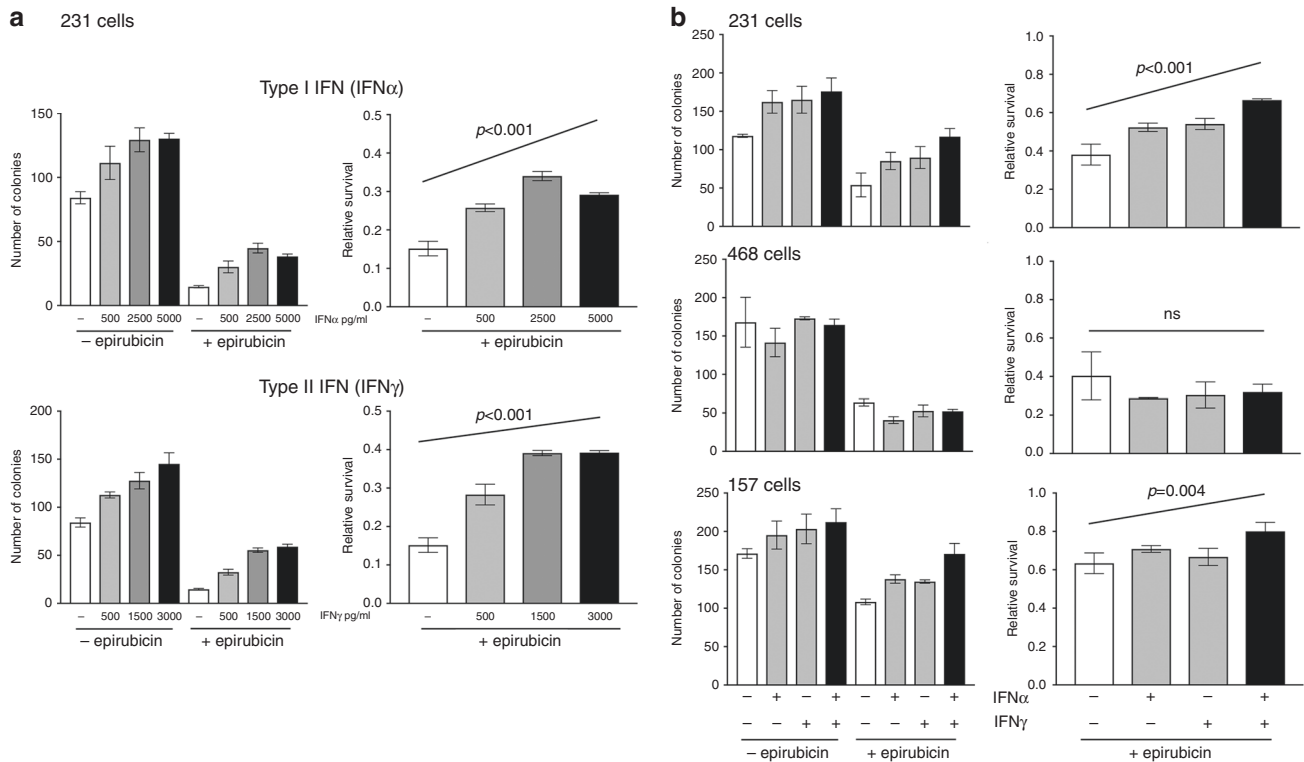 a
231 cells
Type I IFN (IFNα)
Number of colonies
150
100
50
0
– 500 2500 5000 – 500 2500 5000 IFNα pg/ml
– epirubicin + epirubicin
Relative survival
0.5
0.4
0.3
0.2
0.1
0.0
p<0.001
– 500 2500 5000
+ epirubicin
Type II IFN (IFNγ)
Number of colonies
200
150
100
50
0
– 500 1500 3000 – 500 1500 3000 IFNγ pg/ml
– epirubicin + epirubicin
Relative survival
0.5
0.4
0.3
0.2
0.1
0.0
p<0.001
– 500 1500 3000
+ epirubicin
b
231 cells
Number of colonies
250
200
150
100
50
0
Relative survival
1.0
0.8
0.6
0.4
0.2
0.0
p<0.001
468 cells
Number of colonies
250
200
150
100
50
0
Relative survival
1.0
0.8
0.6
0.4
0.2
0.0
ns
157 cells
Number of colonies
250
200
150
100
50
0
Relative survival
1.0
0.8
0.6
0.4
0.2
0.0
p=0.004
– + – + – + – + IFNα – + – +
– – + + – – + + IFNγ – – + +
– epirubicin + epirubicin + epirubicin